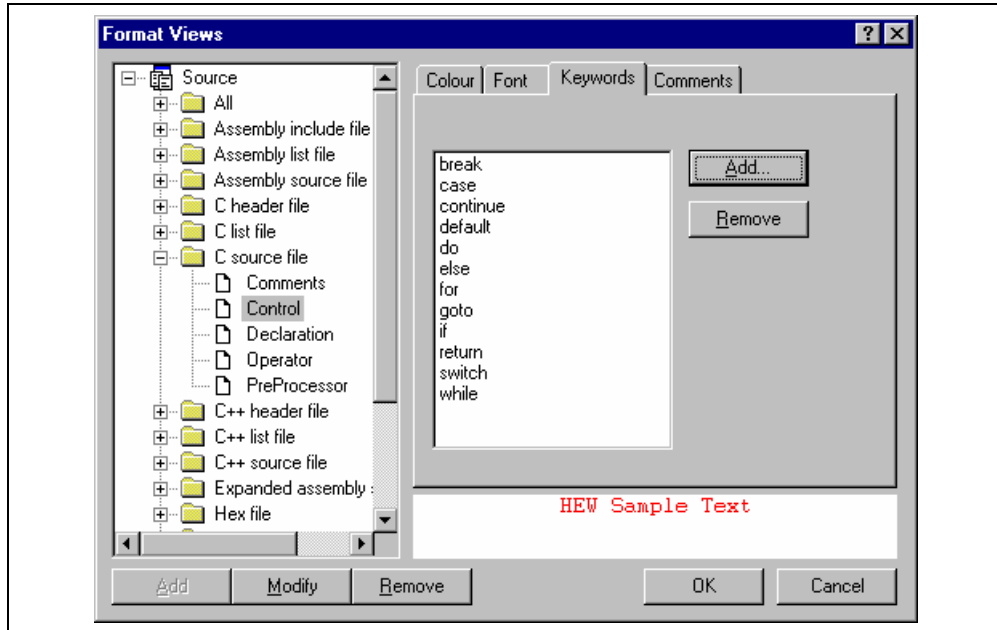 Format Views
Source
All
Assembly include file
Assembly list file
Assembly source file
C header file
C list file
C source file
Comments
Control
Declaration
Operator
PreProcessor
C++ header file
C++ list file
C++ source file
Expanded assembly
Hex file
Colour Font Keywords Comments
break
case
continue
default
do
else
for
goto
if
return
switch
while
Add...
Remove
HEW Sample Text
Add Modify Remove OK Cancel